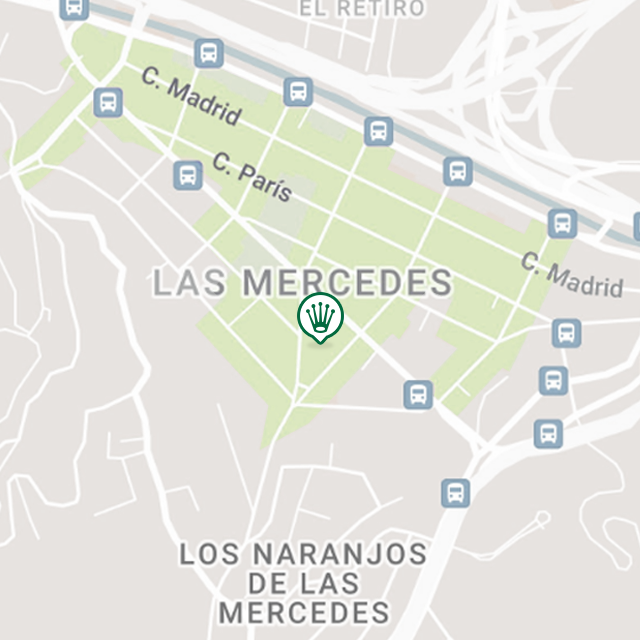 EL RETIRO
C. Madrid
C. París
C. Madrid
LAS MERCEDES
LOS NARANJOS
DE LAS
MERCEDES